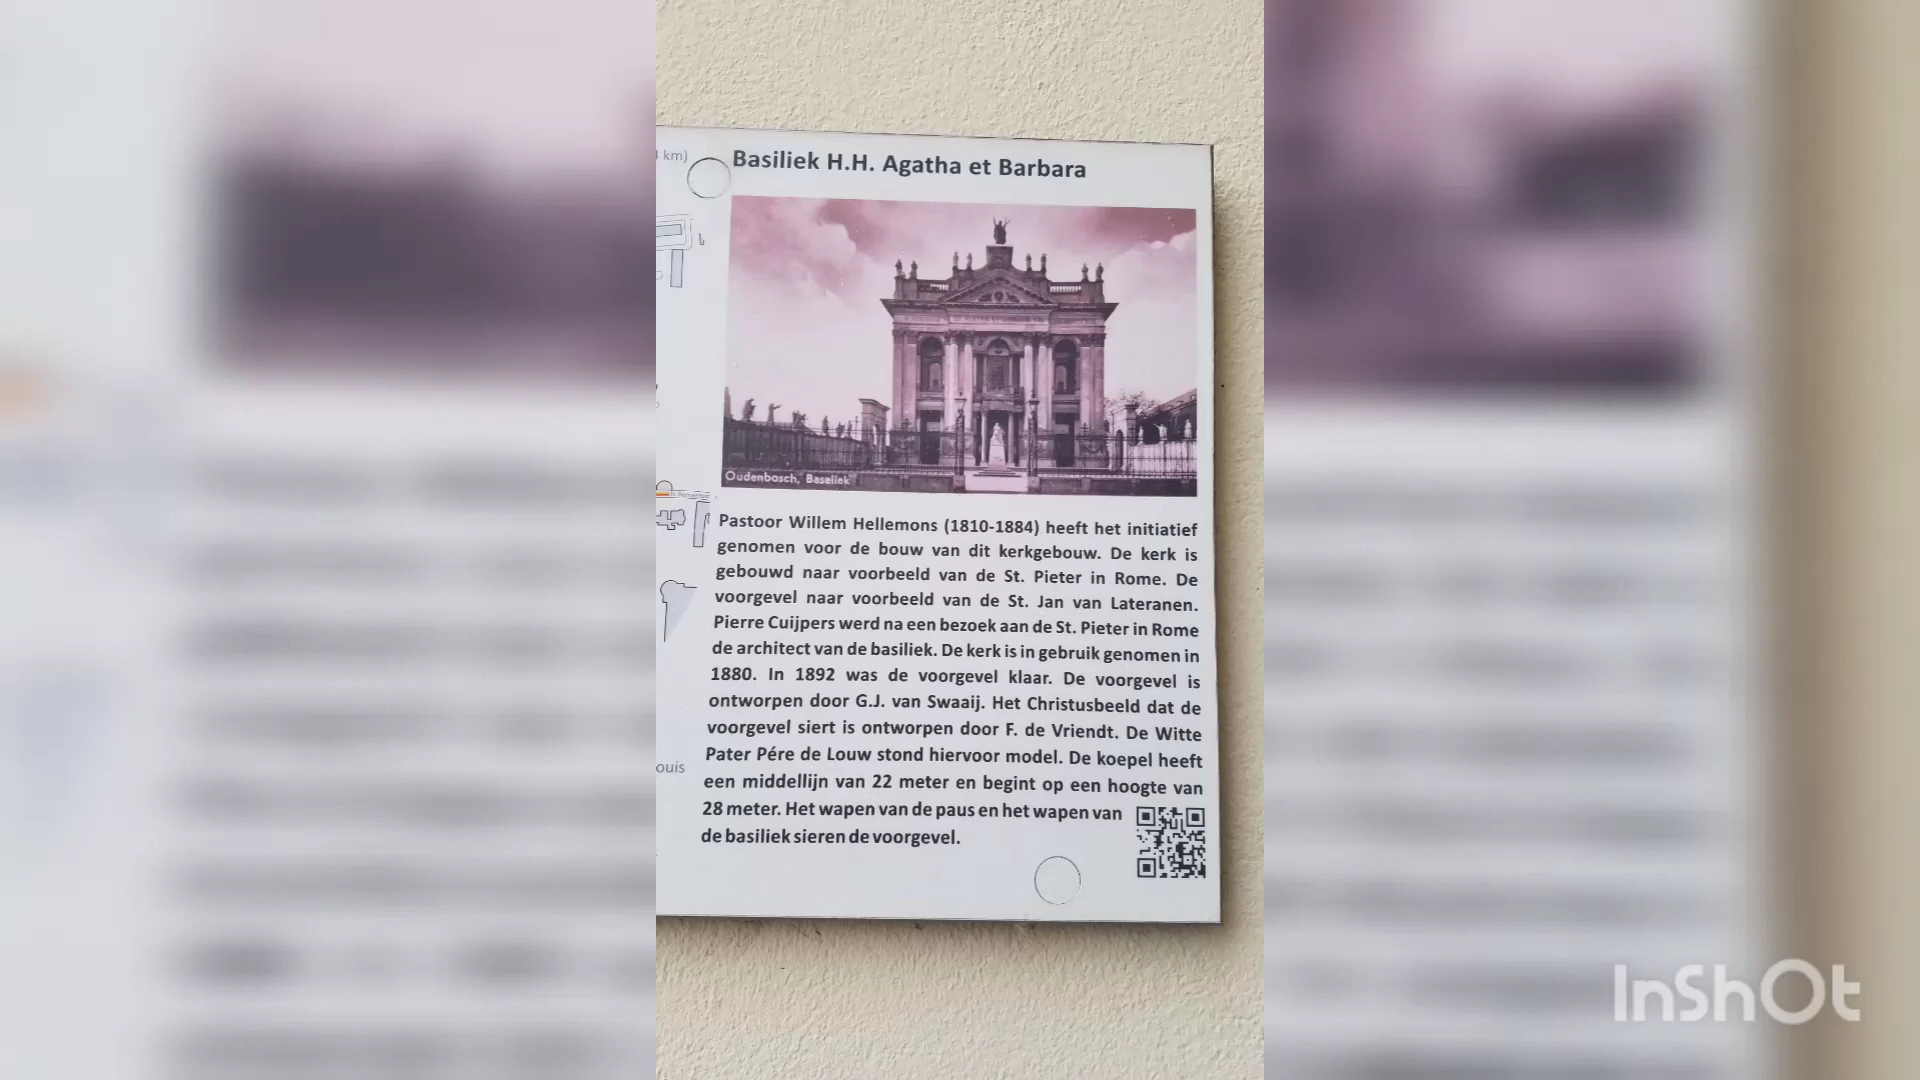 km)
Basiliek H.H. Agatha et Barbara
Oudenbosch, Baseliek
Pastoor Willem Hellemons (1810-1884) heeft het initiatief
genomen voor de bouw van dit kerkgebouw. De kerk is
gebouwd naar voorbeeld van de St. Pieter in Rome. De
voorgevel naar voorbeeld van de St. Jan van Lateranen.
Pierre Cuijpers werd na een bezoek aan de St. Pieter in Rome
de architect van de basiliek. De kerk is in gebruik genomen in
1880. In 1892 was de voorgevel klaar. De voorgevel is
ontworpen door G.J. van Swaaij. Het Christusbeeld dat de
voorgevel siert is ontworpen door F. de Vriendt. De Witte
Pater Pére de Louw stond hiervoor model. De koepel heeft
een middellijn van 22 meter en begint op een hoogte van
28 meter. Het wapen van de paus en het wapen van
de basiliek sieren de voorgevel.
ouis
InShOt